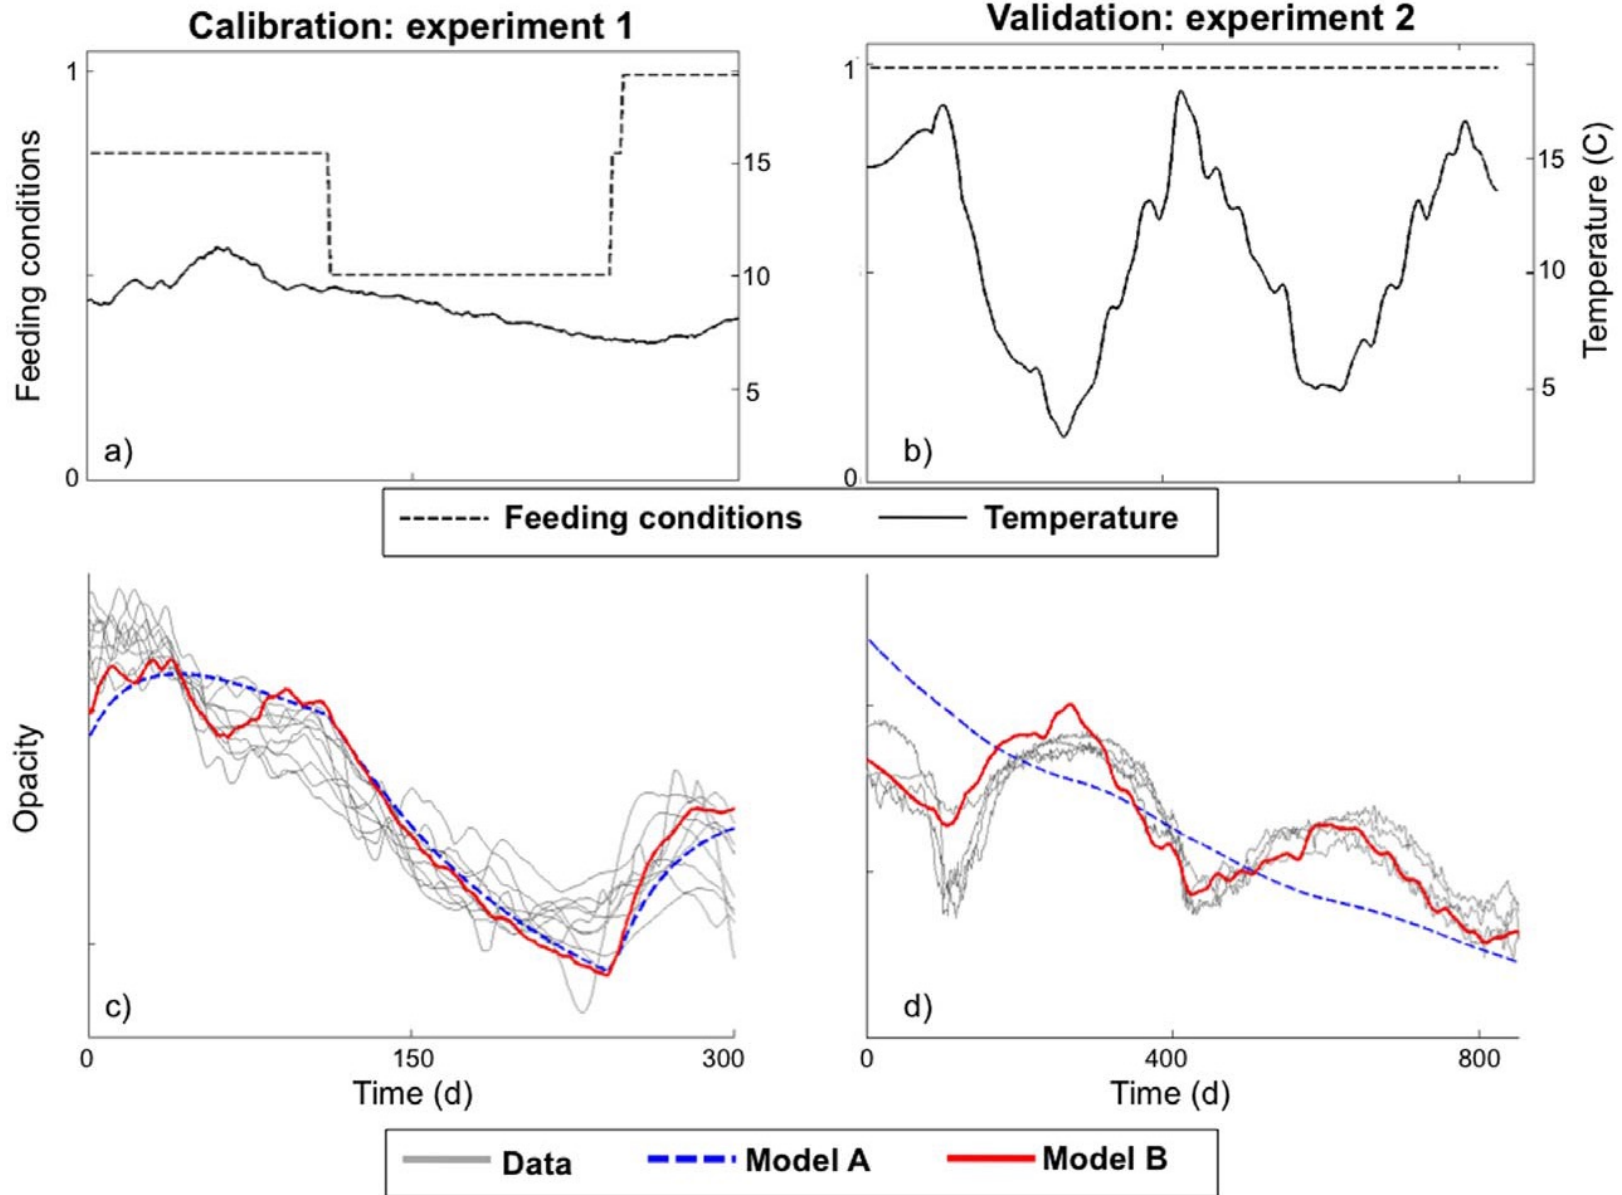 Calibration: experiment 1
Validation: experiment 2
Feeding conditions
1
0
15
10
5
a)
1
0
15
10
5
Temperature (C)
b)
Feeding conditions
Temperature
Opacity
c)
0
150
300
Time (d)
d)
0
400
800
Time (d)
Data
Model A
Model B